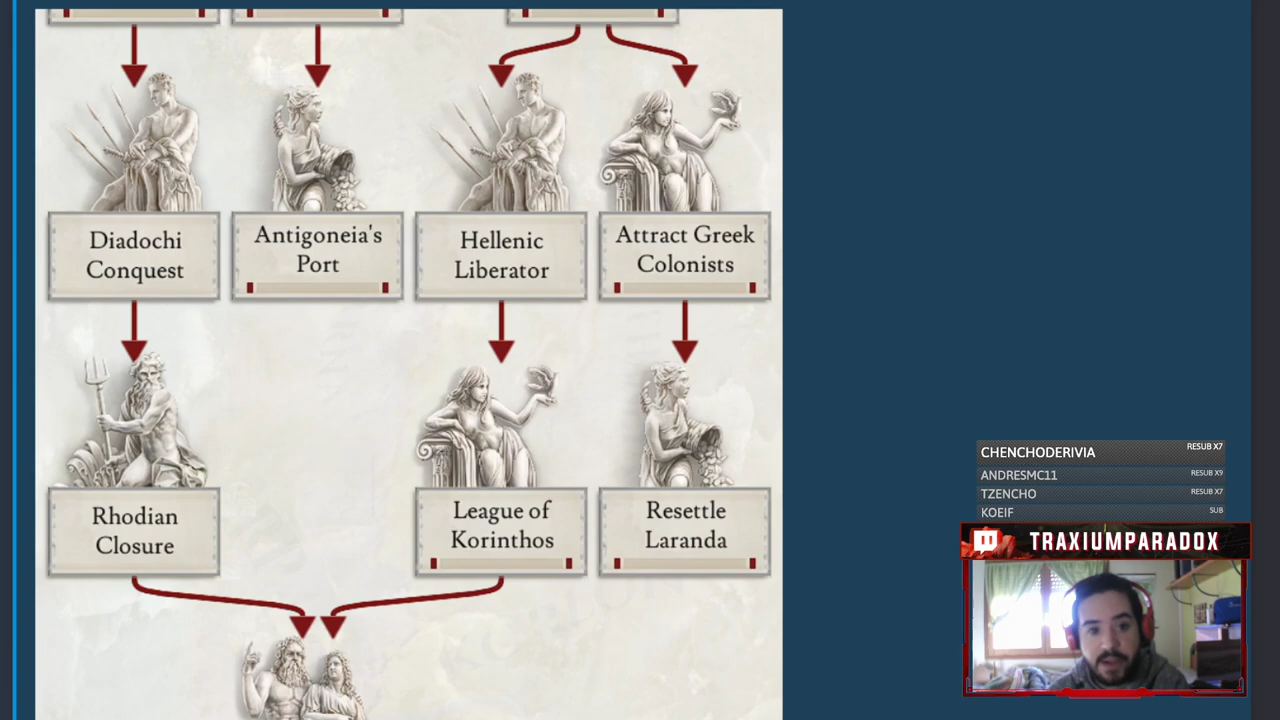 Diadochi
Conquest
Antigoneia's
Port
Hellenic
Liberator
Attract Greek
Colonists
Rhodian
Closure
League of
Korinthos
Resettle
Laranda
CHENCHODERIVIA RESUB X7
ANDRESMC11 RESUB X9
TZENCHO RESUB X7
KOEIF SUB
TRAXIUMPARADOX